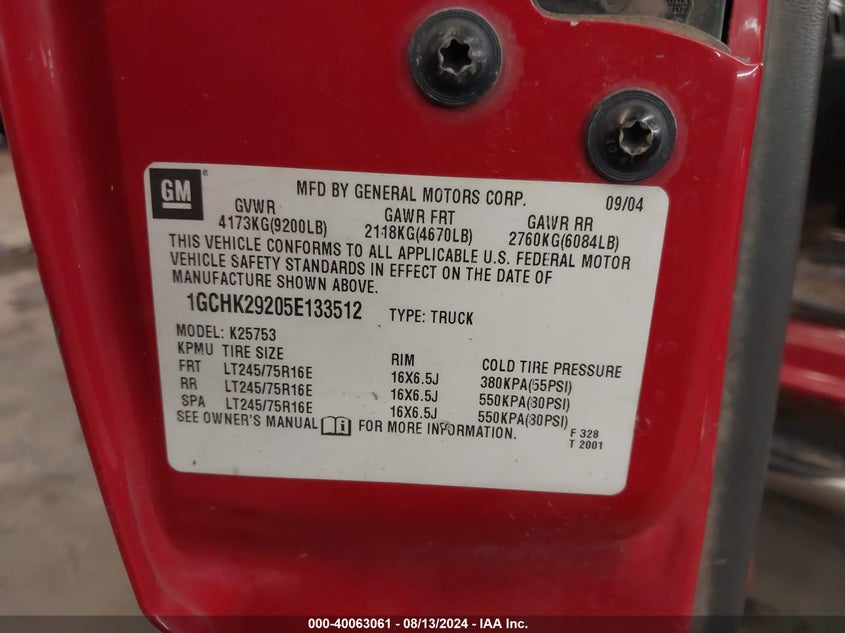 GM
MFD BY GENERAL MOTORS CORP. 09/04
GVWR GAWR FRT GAWR RR
4173KG(9200LB) 2118KG(4670LB) 2760KG(6084LB)
THIS VEHICLE CONFORMS TO ALL APPLICABLE U.S. FEDERAL MOTOR
VEHICLE SAFETY STANDARDS IN EFFECT ON THE DATE OF
MANUFACTURE SHOWN ABOVE.
1GCHK29205E133512 TYPE: TRUCK
MODEL: K25753
KPMU TIRE SIZE RIM COLD TIRE PRESSURE
FRT LT245/75R16E 16X6.5J 380KPA(55PSI)
RR LT245/75R16E 16X6.5J 550KPA(80PSI)
SPA LT245/75R16E 16X6.5J 550KPA(80PSI)
SEE OWNER'S MANUAL FOR MORE INFORMATION.
F 328
T 2001
000-40063061 - 08/13/2024 - IAA Inc.